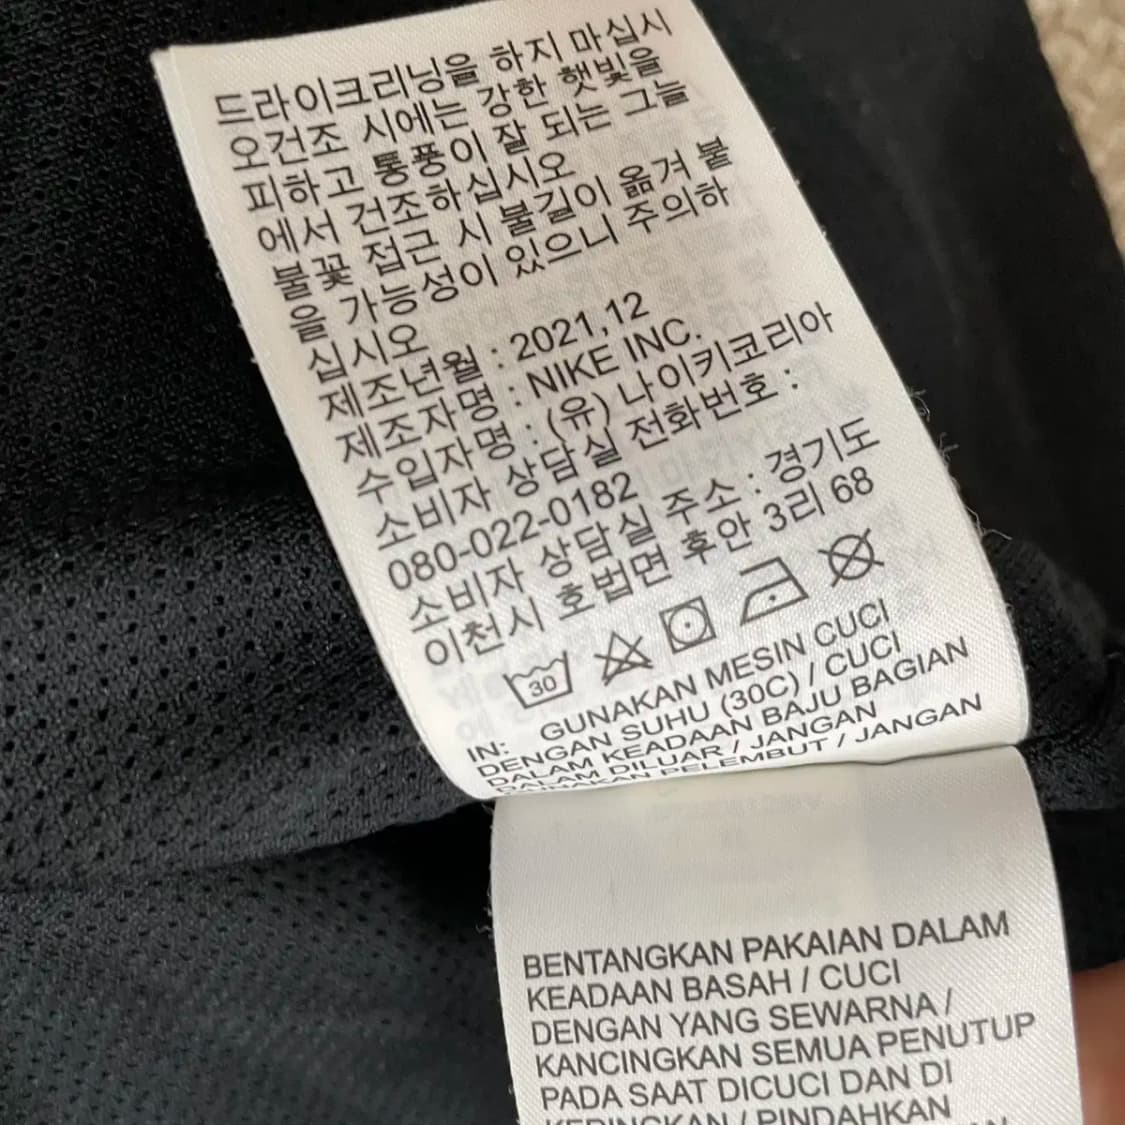 드라이크리닝을 하지 마십시
오건조 시에는 강한 햇빛을
피하고 통풍이 잘 되는 그늘
에서 건조하십시오
불꽃 접근 시 불길이 옮겨 붙
을 가능성이 있으니 주의하
십시오
제조년월 : 2021,12
제조자명 : NIKE INC.
수입자명 : (유) 나이키코리아
소비자 상담실 전화번호 :
080-022-0182
소비자 상담실 주소 : 경기도
이천시 호법면 후안 3리 68
30
IN: GUNAKAN MESIN CUCI
DENGAN SUHU (30C) / CUCI
DALAM KEADAAN BAJU BAGIAN
DALAM DILUAR / JANGAN
GUNAKAN PELEMBUT / JANGAN
BENTANGKAN PAKAIAN DALAM
KEADAAN BASAH / CUCI
DENGAN YANG SEWARNA /
KANCINGKAN SEMUA PENUTUP
PADA SAAT DICUCI DAN DI
KERINGKAN / PINDAHKAN